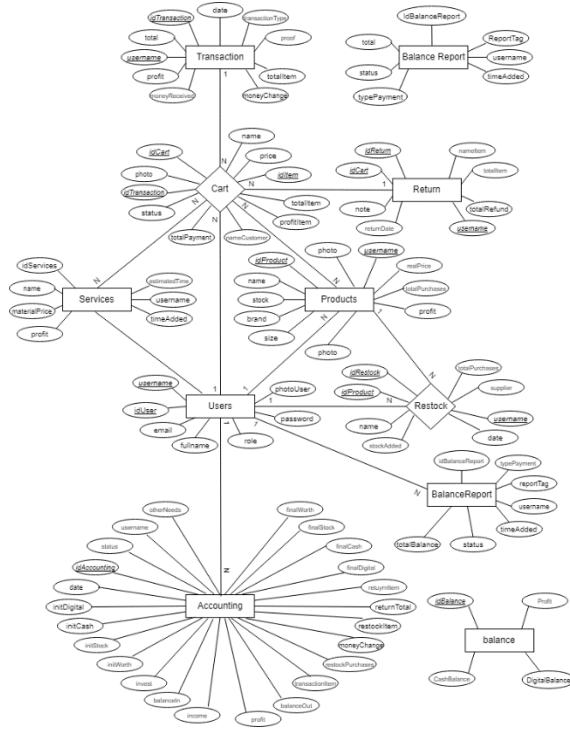 date
idTransaction
transactionType
total
proof
username
Transaction
profit
totalItem
moneyReceived
moneyChange
1
IdBalanceReport
total
ReportTag
status
Balance Report
username
timeAdded
typePayment
name
idCart
price
photo
idItem
N
Cart
N
idTransaction
totalItem
status
profitItem
N
N
N
totalPayment
nameCustomer
idReturn
nameItem
idCart
totalItem
1
Return
note
totalRefund
returnDate
username
idServices
estimatedTime
name
Services
username
materialPrice
timeAdded
profit
N
photo
username
idProduct
realPrice
name
N
totalPurchases
stock
Products
brand
profit
size
N
1
photo
username
1
1
photoUser
idUser
Users
1
email
password
fullname
role
1
1
idRestock
totalPurchases
idProduct
supplier
N
N
Restock
username
name
date
stockAdded
idBalanceReport
typePayment
reportTag
BalanceReport
username
N
timeAdded
totalBalance
status
otherNeeds
finalWorth
username
finalStock
status
finalCash
idAccounting
finalDigital
N
date
returnItem
initDigital
Accounting
returnTotal
initCash
restockItem
initStock
moneyChange
initWorth
restockPurchases
invest
transactionItem
balanceIn
balanceOut
income
profit
idBalance
Profit
balance
CashBalance
DigitalBalance